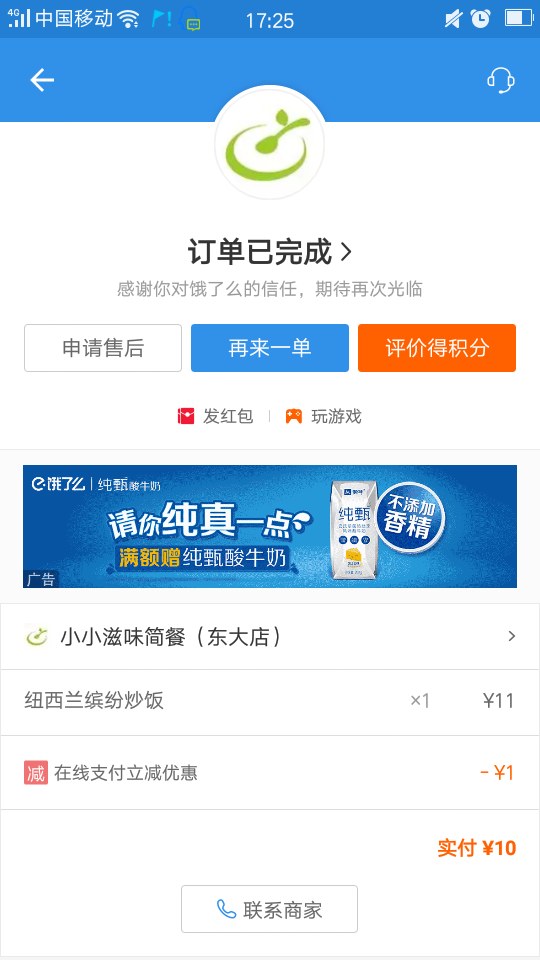 4G 中国移动 17:25
订单已完成
感谢你对饿了么的信任，期待再次光临
申请售后 再来一单 评价得积分
发红包 玩游戏
饿了么 纯甄酸牛奶
请你纯真一点
满额赠纯甄酸牛奶
纯甄
不添加
香精
广告
小小滋味简餐（东大店）
纽西兰缤纷炒饭 ×1 ¥11
减 在线支付立减优惠 - ¥1
实付 ¥10
联系商家